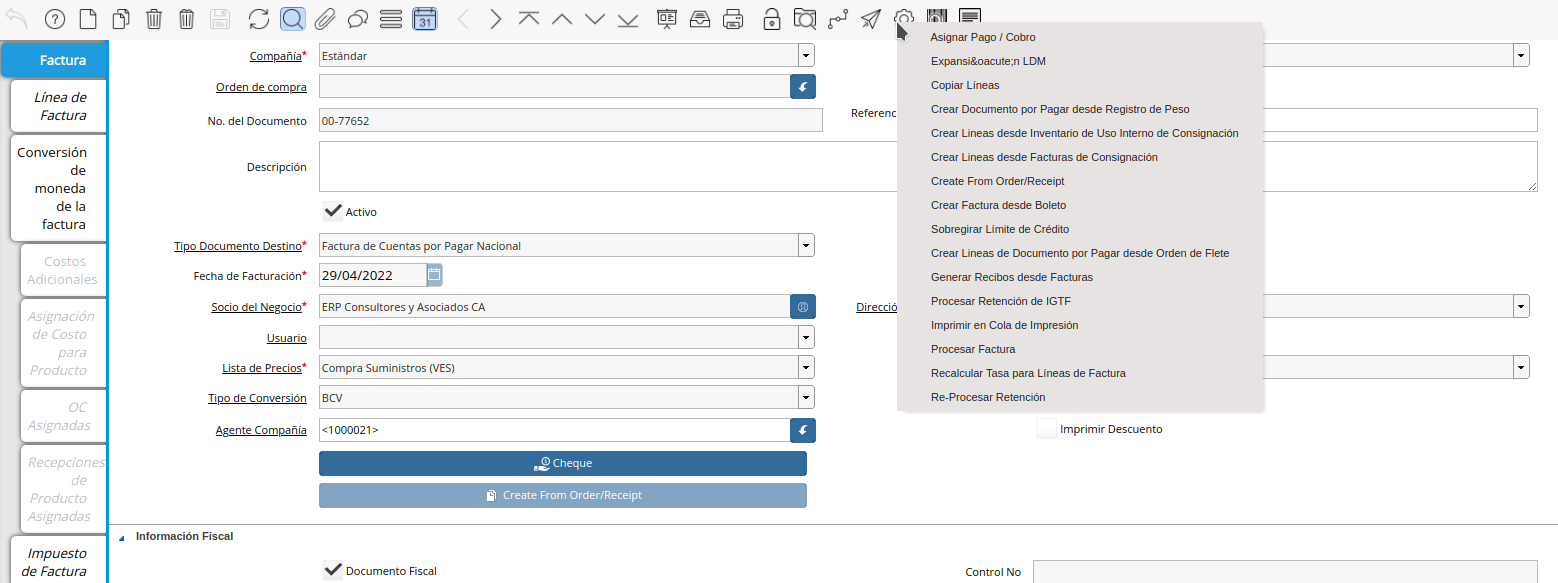 31
Factura
Línea de
Factura
Conversión
de
moneda
de la
factura
Costos
Adicionales
Asignación
de Costo
para
Producto
OC
Asignadas
Recepciones
de
Producto
Asignadas
Impuesto
de Factura
Compañía* Estándar
Orden de compra
No. del Documento 00-77652
Referenc
Descripción
Activo
Tipo Documento Destino* Factura de Cuentas por Pagar Nacional
Fecha de Facturación* 29/04/2022
Socio del Negocio* ERP Consultores y Asociados CA
Direcció
Usuario
Lista de Precios* Compra Suministros (VES)
Tipo de Conversión BCV
Agente Compañía <1000021>
Imprimir Descuento
Cheque
Create From Order/Receipt
Información Fiscal
Documento Fiscal
Control No
Asignar Pago / Cobro
Expansi&oacute;n LDM
Copiar Líneas
Crear Documento por Pagar desde Registro de Peso
Crear Lineas desde Inventario de Uso Interno de Consignación
Crear Lineas desde Facturas de Consignación
Create From Order/Receipt
Crear Factura desde Boleto
Sobregirar Límite de Crédito
Crear Lineas de Documento por Pagar desde Orden de Flete
Generar Recibos desde Facturas
Procesar Retención de IGTF
Imprimir en Cola de Impresión
Procesar Factura
Recalcular Tasa para Líneas de Factura
Re-Procesar Retención